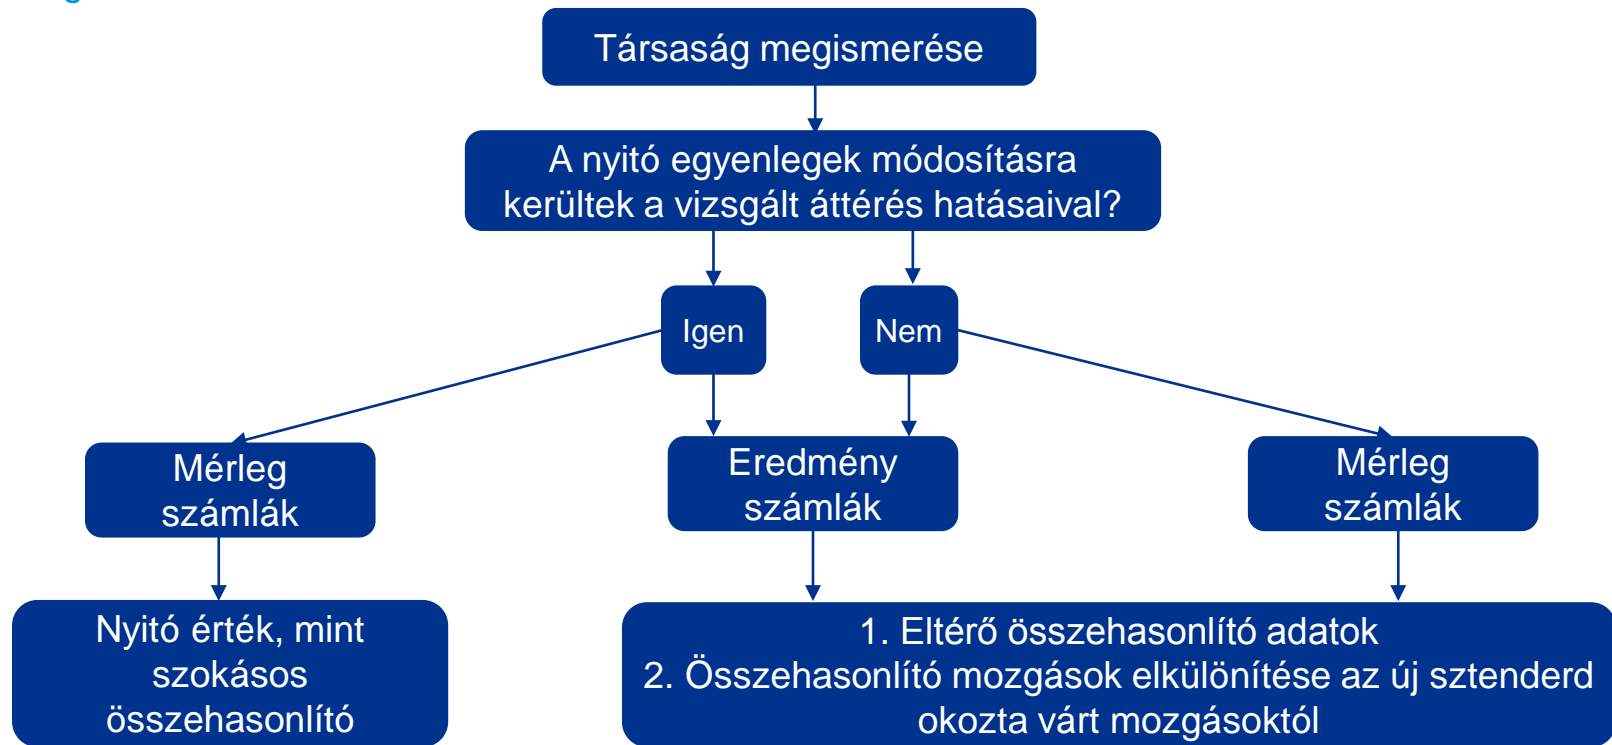 Társaság megismerése
A nyitó egyenlegek módosításra
kerültek a vizsgált áttérés hatásaival?
Igen
Nem
Mérleg
számlák
Eredmény
számlák
Mérleg
számlák
Nyitó érték, mint
szokásos
összehasonlító
1. Eltérő összehasonlító adatok
2. Összehasonlító mozgások elkülönítése az új sztenderd
okozta várt mozgásoktól